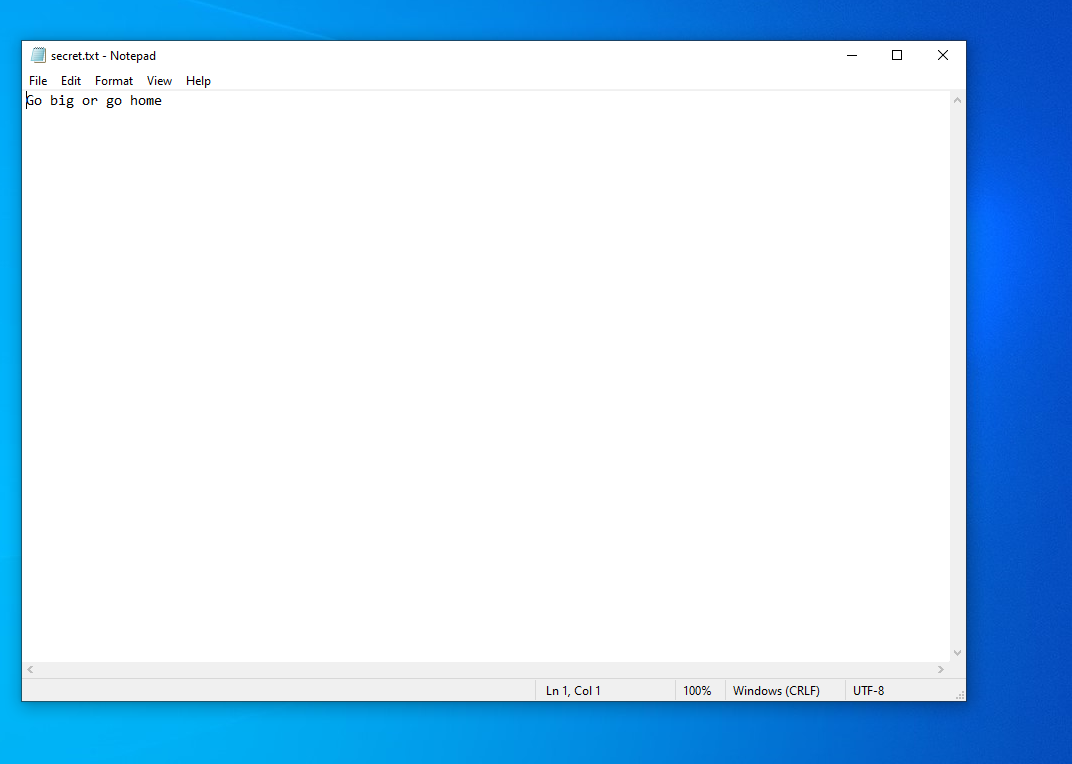 secret.txt - Notepad
File Edit Format View Help
Go big or go home
Ln 1, Col 1 100% Windows (CRLF) UTF-8